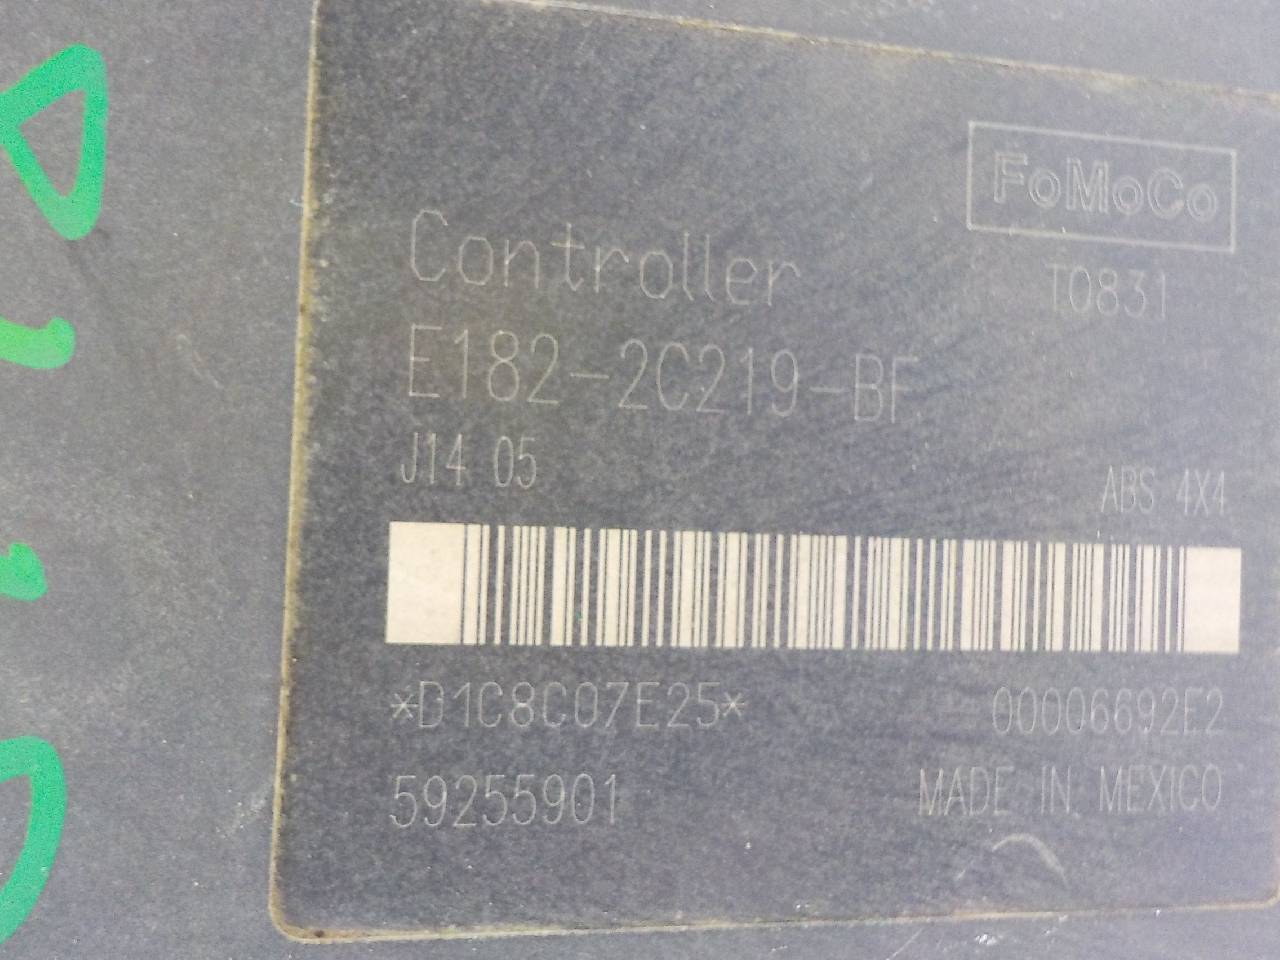 FoMoCo
Controller
T0831
E182-2C219-BF
J14 05
ABS 4X4
*D1C8C07E25*
00006692E2
59255901
MADE IN MEXICO